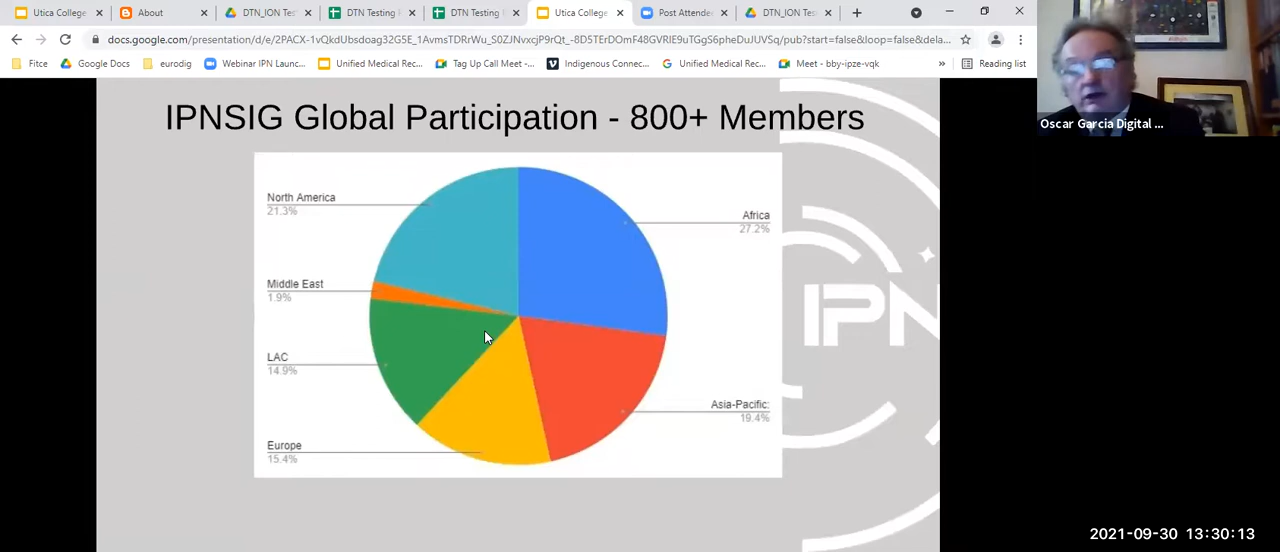 Utica College
About
DTN_ION Tes
DTN Testing
DTN Testing
Utica College
Post Attende
DTN_ION Tes
docs.google.com/presentation/d/e/2PACX-1vQkdUbsdoag32G5E_1AvmsTD
pub?start=false&loop=false&dela...
Fitce
Google Docs
eurodig
Webinar IPN Launc...
Unified Medical Rec...
Tag Up Call Meet -...
Indigenous Connec...
Unified Medical Rec...
Meet - bby-ipze-vqk
»
Reading list
Oscar Garcia Digital ...
IPNSIG Global Participation - 800+ Members
North America
21.3%
Africa
27.2%
Middle East
1.9%
IPN
LAC
14.9%
Asia-Pacific:
19.4%
Europe
15.4%
2021-09-30 13:30:13